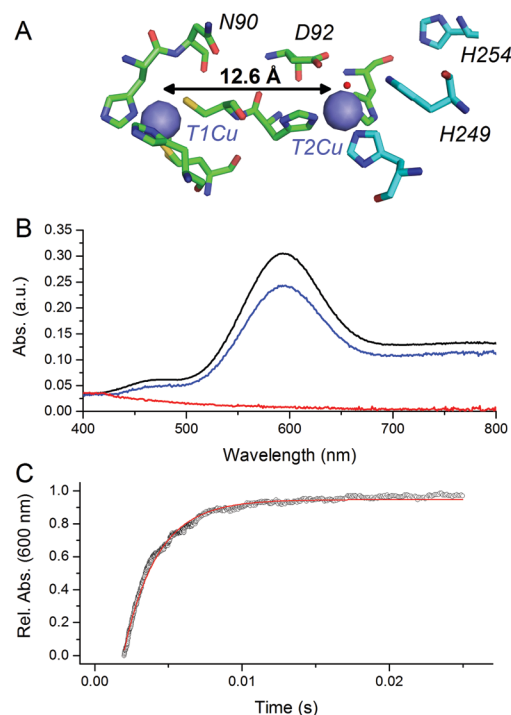 A
N90
D92
H254
12.6 Å
T1Cu
T2Cu
H249
B
Abs. (a.u.)
0.35
0.30
0.25
0.20
0.15
0.10
0.05
0.00
400
500
600
700
800
Wavelength (nm)
C
Rel. Abs. (600 nm)
1.0
0.8
0.6
0.4
0.2
0.0
0.00
0.01
0.02
Time (s)